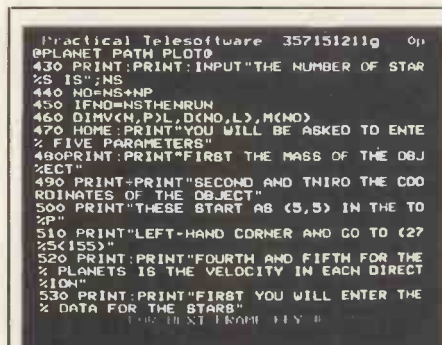 Practical Telesoftware 357151211g 0p
@PLANET PATH PLOT@
430 PRINT:PRINT:INPUT"THE NUMBER OF STAR
%S IS";NS
440 NO=NS+NP
450 IFNO=NSTHENRUN
460 DIMV(N,P)L,D(NO,L),M(NO)
470 HOME:PRINT"YOU WILL BE ASKED TO ENTE
% FIVE PARAMETERS"
480PRINT:PRINT"FIRST THE MASS OF THE OBJ
%ECT"
490 PRINT÷PRINT"SECOND AND THIRD THE COO
RDINATES OF THE OBJECT"
500 PRINT"THESE START AS (5,5) IN THE TO
%P"
510 PRINT"LEFT-HAND CORNER AND GO TO (27
%5(155)"
520 PRINT:PRINT"FOURTH AND FIFTH FOR THE
% PLANETS IS THE VELOCITY IN EACH DIRECT
%ION"
530 PRINT:PRINT"FIRST YOU WILL ENTER THE
% DATA FOR THE STARS"
FOR NEXT FRAME KEY